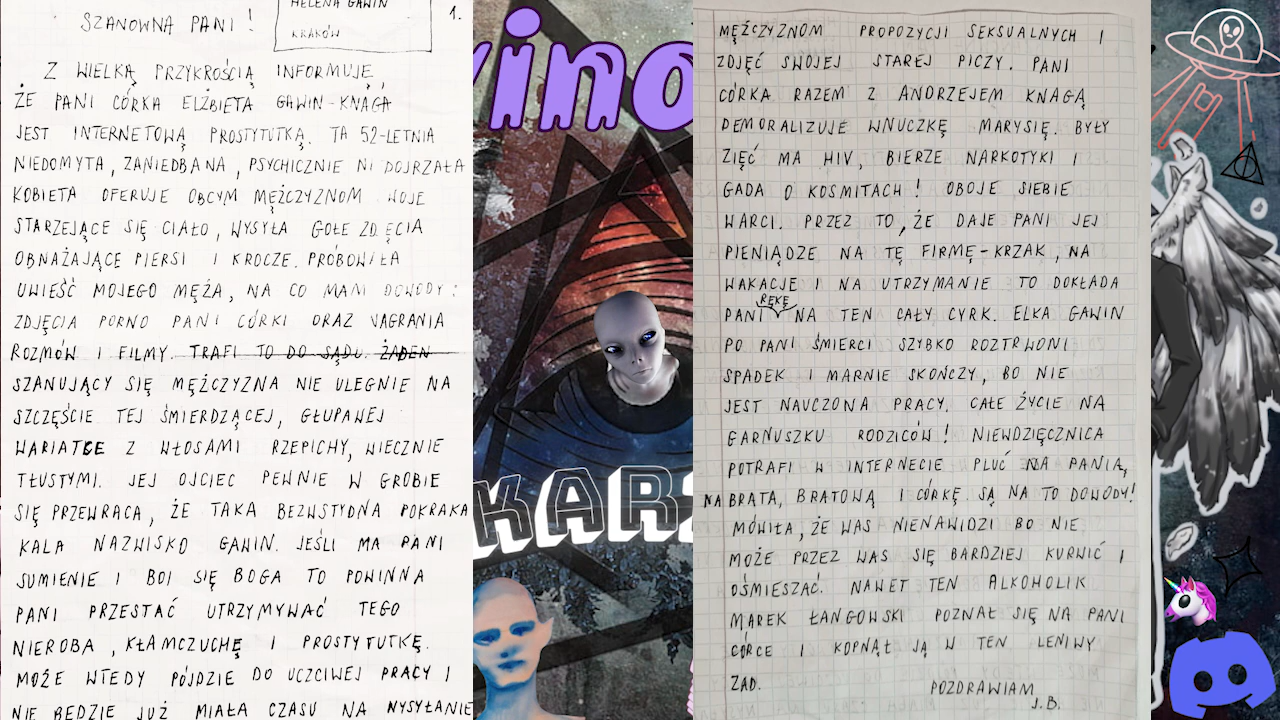 HELENA GAWIN
KRAKÓW
1.
SZANOWNA PANI!
Z WIELKĄ PRZYKROŚCIĄ INFORMUJĘ,
ŻE PANI CÓRKA ELŻBIETA GAWIN-KNAGA
JEST INTERNETOWĄ PROSTYTUTKĄ. TA 52-LETNIA
NIEDOMYTA, ZANIEDBANA, PSYCHICZNIE NI DOJRZAŁA
KOBIETA OFERUJE OBCYM MĘŻCZYZNOM WOJE
STARZEJĄCE SIĘ CIAŁO, WYSYŁA GOŁE ZDJĘCIA
OBNAŻAJĄCE PIERSI I KROCZE. PRÓBOWAŁA
UWIEŚĆ MOJEGO MĘŻA, NA CO MAM DOWODY:
ZDJĘCIA PORNO PANI CÓRKI ORAZ NAGRANIA
ROZMÓW I FILMY. TRAFI TO DO SĄDU. ŻADEN
SZANUJĄCY SIĘ MĘŻCZYZNA NIE ULEGNIE NA
SZCZĘŚCIE TEJ ŚMIERDZĄCEJ, GŁUPAWEJ
WARIATCE Z WŁOSAMI RZEPICHY, WIECZNIE
TŁUSTYMI. JEJ OJCIEC PEWNIE W GROBIE
SIĘ PRZEWRACA, ŻE TAKA BEZWSTYDNA POKRAKA
KALA NAZWISKO GAWIN. JEŚLI MA PANI
SUMIENIE I BOI SIĘ BOGA TO POWINNA
PANI PRZESTAĆ UTRZYMYWAĆ TEGO
NIEROBA, KŁAMCZUCHĘ I PROSTYTUTKĘ.
MOŻE WTEDY PÓJDZIE DO UCZCIWEJ PRACY I
NIE BĘDZIE JUŻ MIAŁA CZASU NA WYSYŁANIE
vino
KAR
MĘŻCZYZNOM PROPOZYCJI SEKSUALNYCH I
ZDJĘĆ SWOJEJ STAREJ PICZY. PANI
CÓRKA RAZEM Z ANDRZEJEM KNAGĄ
DEMORALIZUJE WNUCZKĘ MARYSIĘ. BYŁY
ZIĘĆ MA HIV, BIERZE NARKOTYKI I
GADA O KOSMITACH! OBOJE SIEBIE
WARCI. PRZEZ TO, ŻE DAJE PANI JEJ
PIENIĄDZE NA TĘ FIRMĘ-KRZAK, NA
WAKACJE I NA UTRZYMANIE TO DOKŁADA
PANI RĘKĘ NA TEN CAŁY CYRK. ELKA GAWIN
PO PANI ŚMIERCI SZYBKO ROZTRWONI
SPADEK I MARNIE SKOŃCZY, BO NIE
JEST NAUCZONA PRACY. CAŁE ŻYCIE NA
GARNUSZKU RODZICÓW! NIEWDZIĘCZNICA
POTRAFI W INTERNECIE PLUĆ NA PANIĄ,
NA BRATA, BRATOWĄ I CÓRKĘ. SĄ NA TO DOWODY!
MÓWIŁA, ŻE WAS NIENAWIDZI BO NIE
MOŻE PRZEZ WAS SIĘ BARDZIEJ KURWIĆ I
OŚMIESZAĆ. NAWET TEN ALKOHOLIK
MAREK ŁANGOWSKI POZNAŁ SIĘ NA PANI
CÓRCE I KOPNĄŁ JĄ W TEN LENIWY
ZAD.
POZDRAWIAM,
J.B.